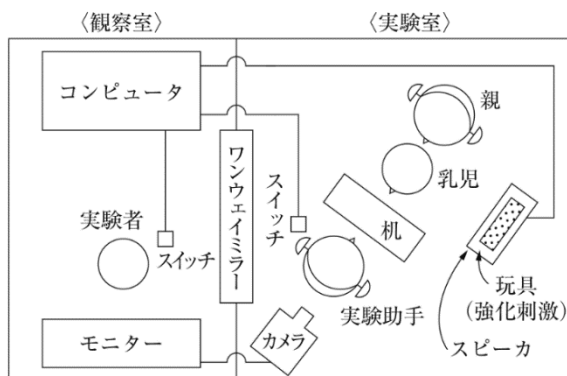 〈観察室〉
〈実験室〉
コンピュータ
親
乳児
ワンウェイミラー
スイッチ
机
実験者
スイッチ
玩具
(強化刺激)
実験助手
スピーカ
カメラ
モニター